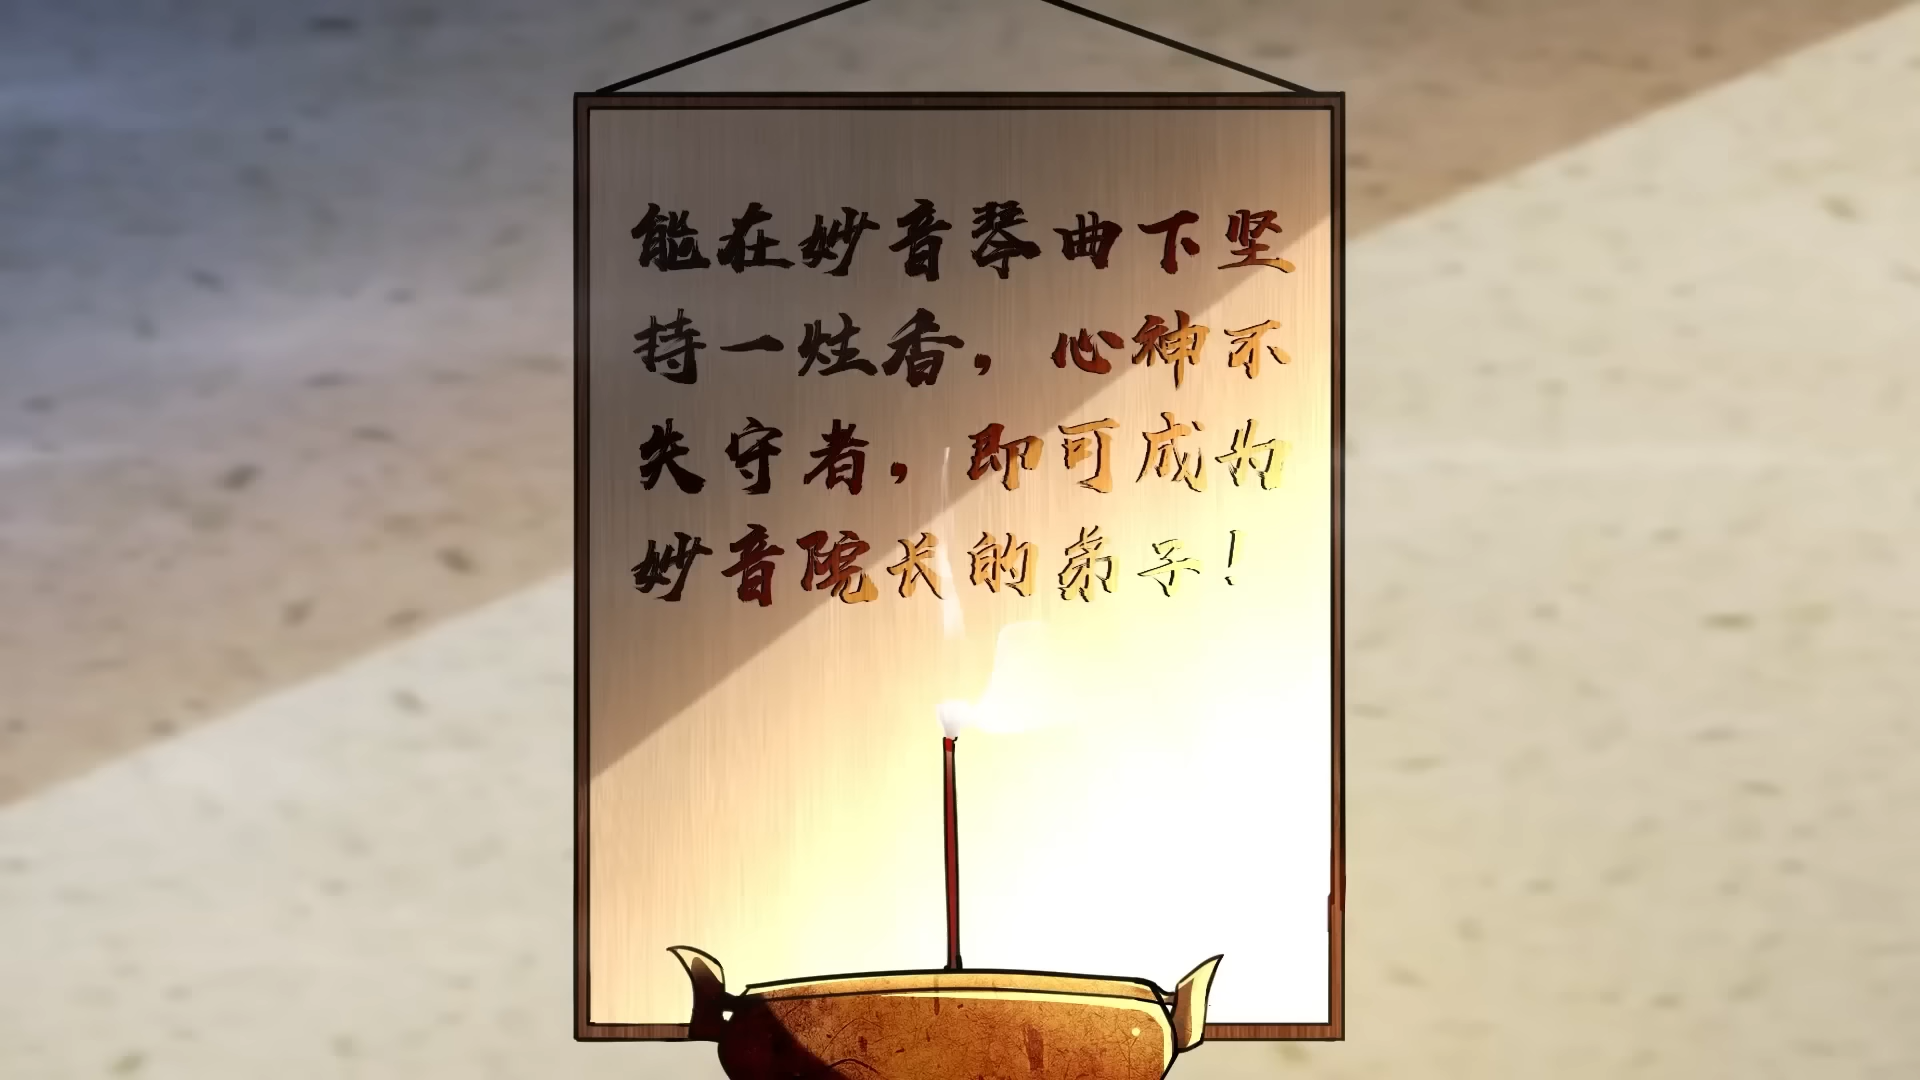 能在妙音琴曲下坚
持一炷香，心神不
失守者，即可成为
妙音院长的弟子！